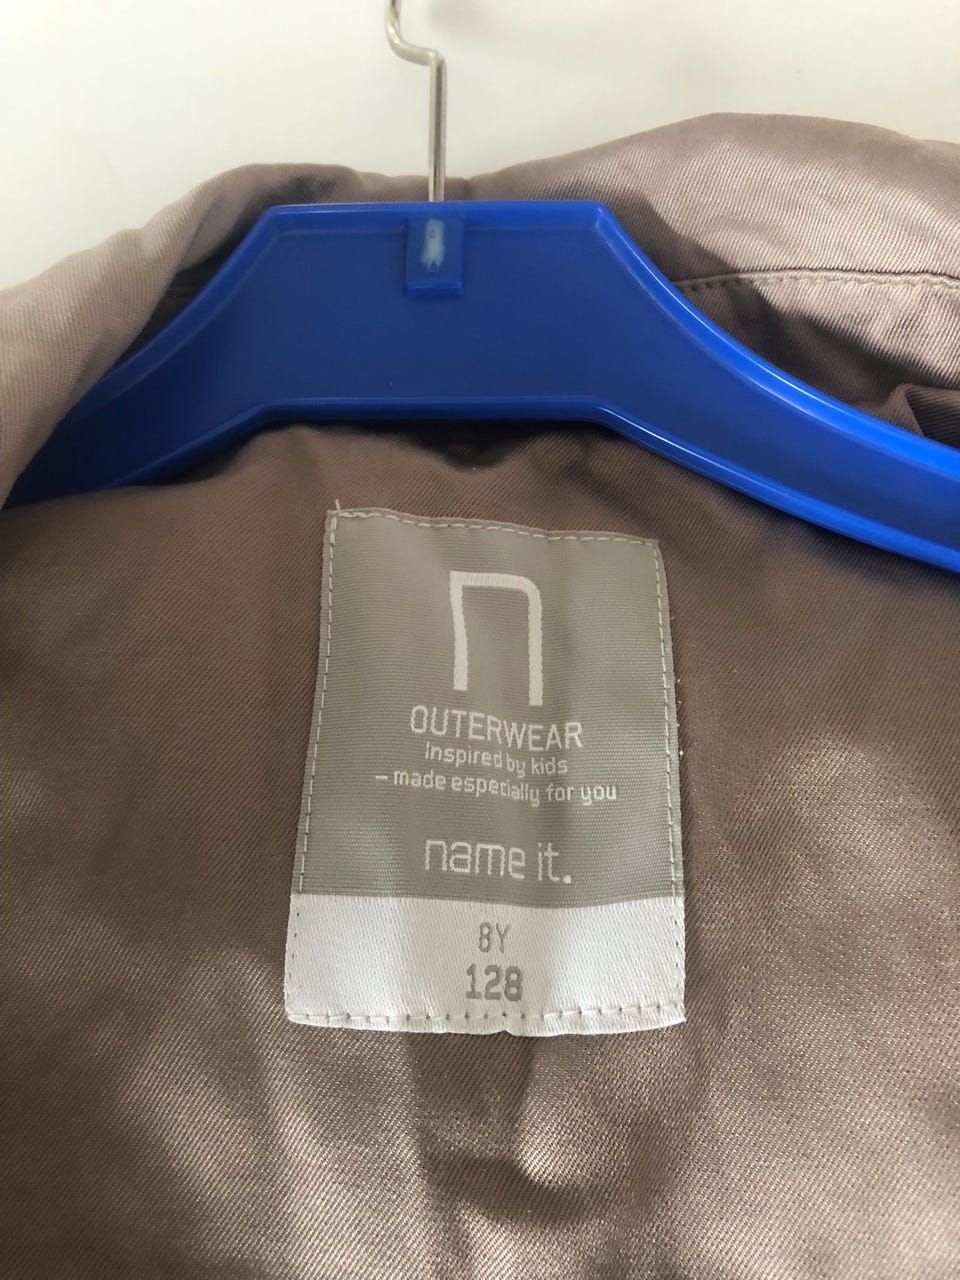 n
OUTERWEAR
Inspired by kids
– made especially for you
name it.
8Y
128